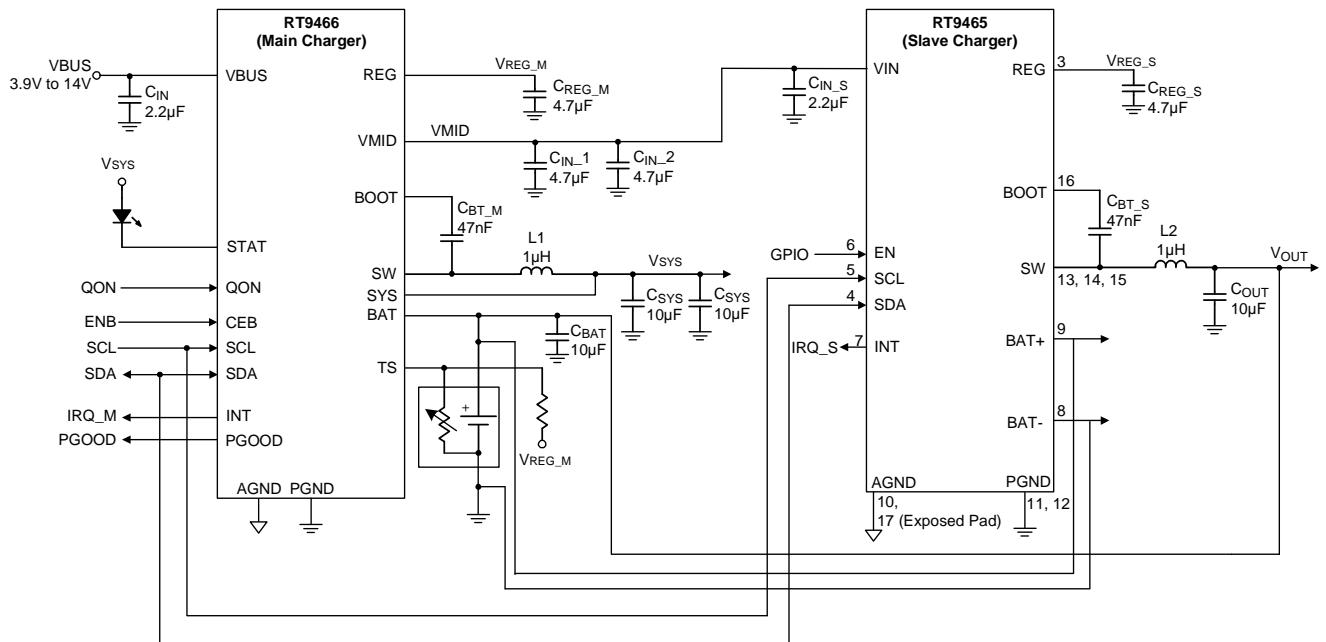 RT9466
(Main Charger)
VBUS
3.9V to 14V
CIN
2.2µF
VBUS
REG
VREG_M
CREG_M
4.7µF
VMID
VMID
CIN_1
4.7µF
CIN_2
4.7µF
BOOT
CBT_M
47nF
VSYS
STAT
L1
1µH
SW
SYS
BAT
VSYS
CSYS
10µF
CSYS
10µF
CBAT
10µF
QON
QON
ENB
CEB
SCL
SCL
SDA
SDA
TS
IRQ_M
INT
PGOOD
PGOOD
+
VREG_M
AGND
PGND
RT9465
(Slave Charger)
VIN
CIN_S
2.2µF
REG
3
VREG_S
CREG_S
4.7µF
BOOT
16
CBT_S
47nF
L2
1µH
VOUT
GPIO
6
EN
5
SCL
4
SDA
SW
13, 14, 15
COUT
10µF
IRQ_S
7
INT
BAT+
9
BAT-
8
AGND
10,
17 (Exposed Pad)
PGND
11, 12